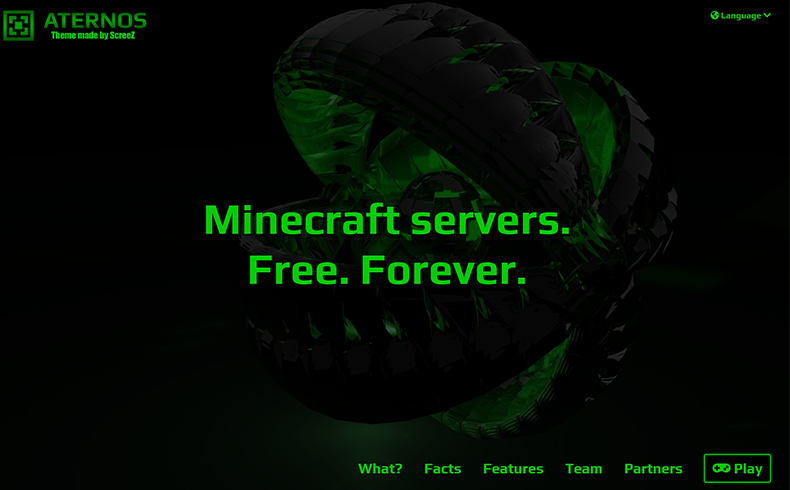 ATERNOS
Theme made by ScreeZ
Language
Minecraft servers.
Free. Forever.
What? Facts Features Team Partners Play